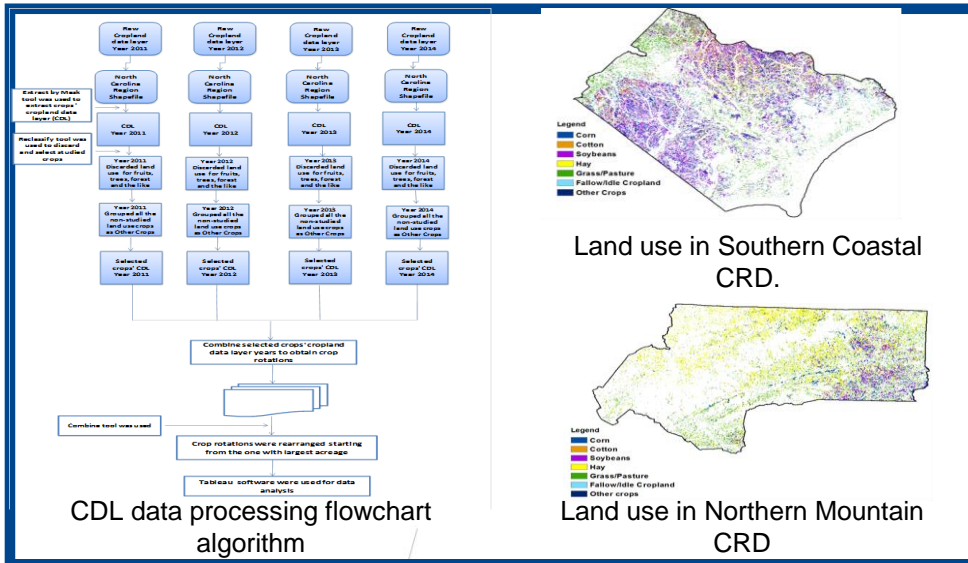 Raw
Cropland
data layer
Year 2011
Raw
Cropland
data layer
Year 2012
Raw
Cropland
data layer
Year 2013
Raw
Cropland
data layer
Year 2014
North
Carolina
Region
Shapefile
North
Carolina
Region
Shapefile
North
Carolina
Region
Shapefile
North
Carolina
Region
Shapefile
Extract by Mask
tool was used to
extract crops'
cropland data
layer (CDL)
CDL
Year 2011
CDL
Year 2012
CDL
Year 2013
CDL
Year 2014
Reclassify tool was
used to discard
and select studied
crops
Year 2011
Discarded land
use for fruits,
trees, forest
and the like
Year 2012
Discarded land
use for fruits,
trees, forest
and the like
Year 2013
Discarded land
use for fruits,
trees, forest
and the like
Year 2014
Discarded land
use for fruits,
trees, forest
and the like
Year 2011
Grouped all the
non-studied
land use crops
as Other Crops
Year 2012
Grouped all the
non-studied
land use crops
as Other Crops
Year 2013
Grouped all the
non-studied
land use crops
as Other Crops
Year 2014
Grouped all the
non-studied
land use crops
as Other Crops
Selected
crops' CDL
Year 2011
Selected
crops' CDL
Year 2012
Selected
crops' CDL
Year 2013
Selected
crops' CDL
Year 2014
Combine selected crops' cropland
data layer years to obtain crop
rotations
Combine tool was used
Crop rotations were rearranged starting
from the one with largest acreage
Tableau software were used for data
analysis
CDL data processing flowchart
algorithm
Legend
Corn
Cotton
Soybeans
Hay
Grass/Pasture
Fallow/Idle Cropland
Other Crops
Land use in Southern Coastal
CRD.
Legend
Corn
Cotton
Soybeans
Hay
Grass/Pasture
Fallow/Idle Cropland
Other crops
Land use in Northern Mountain
CRD